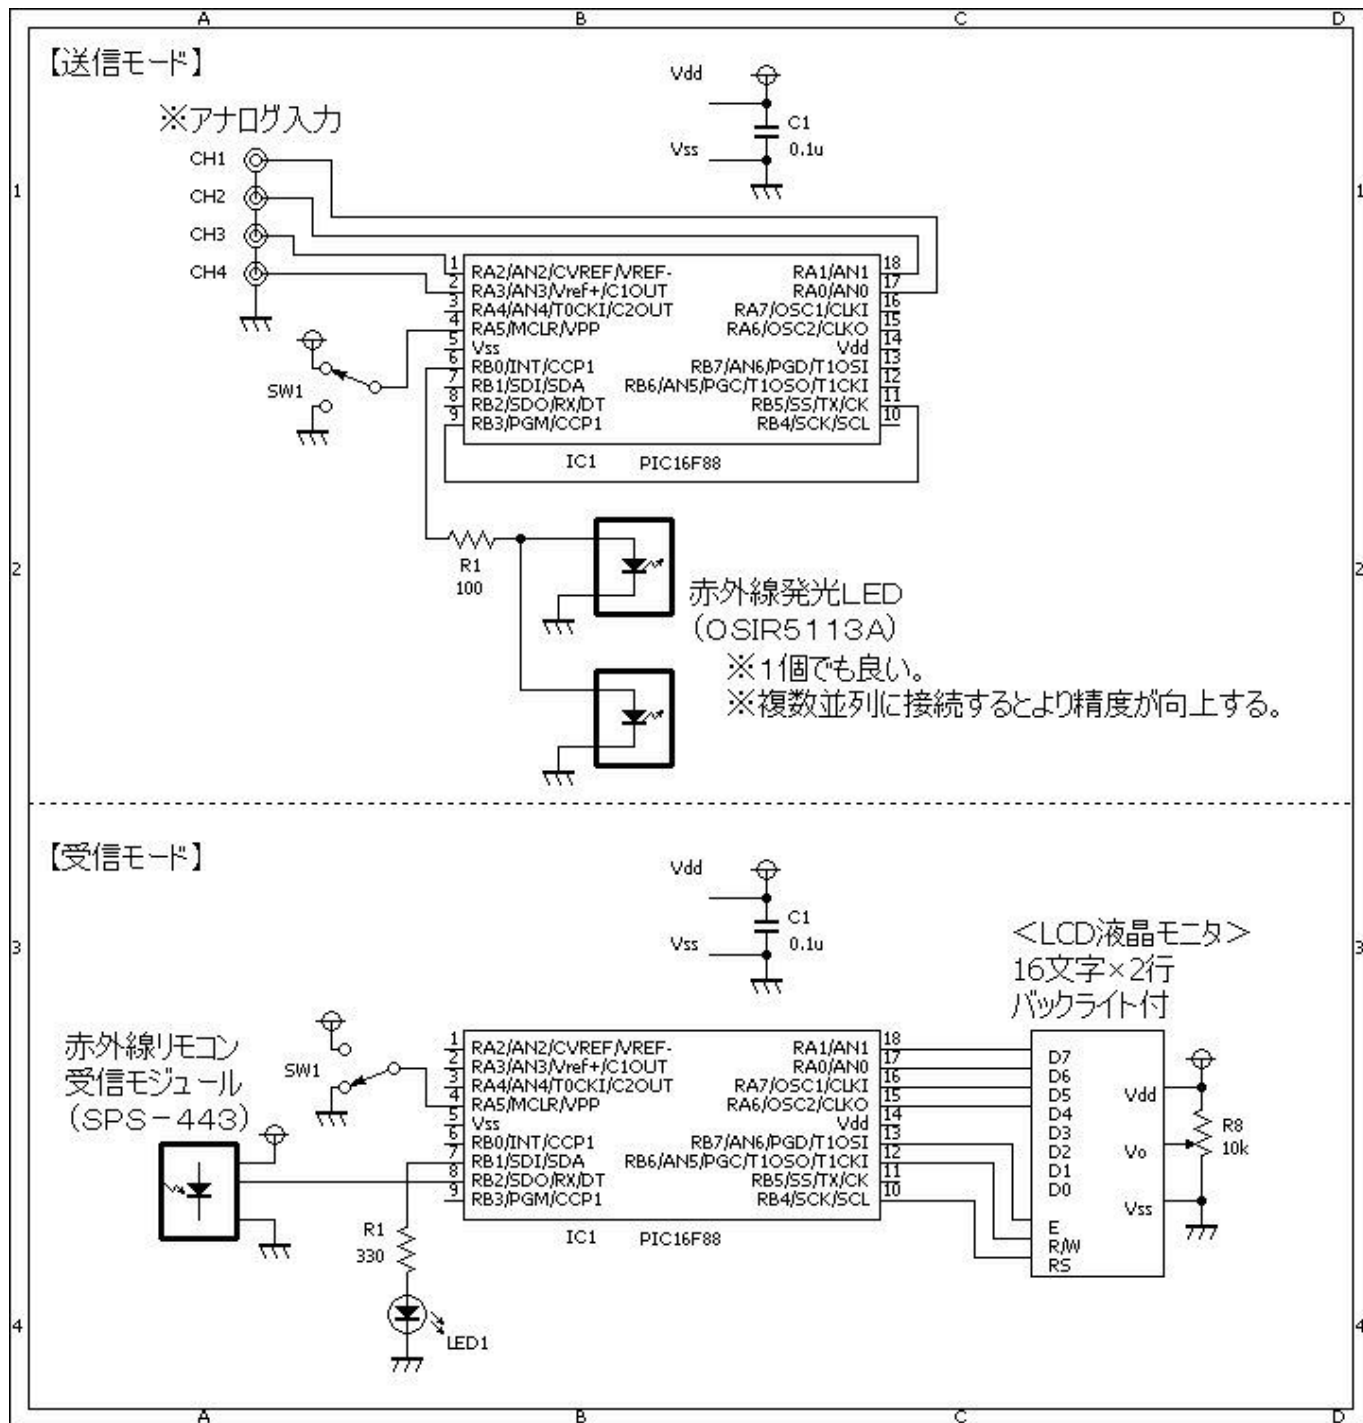 A B C D
【送信モード】
※アナログ入力
CH1
CH2
CH3
CH4
Vdd
C1
0.1u
Vss
1 1
1 RA2/AN2/CVREF/VREF- RA1/AN1 18
2 RA3/AN3/Vref+/C1OUT RA0/AN0 17
3 RA4/AN4/T0CKI/C2OUT RA7/OSC1/CLKI 16
4 RA5/MCLR/VPP RA6/OSC2/CLKO 15
5 Vss Vdd 14
6 RB0/INT/CCP1 RB7/AN6/PGD/T1OSI 13
7 RB1/SDI/SDA RB6/AN5/PGC/T1OSO/T1CKI 12
8 RB2/SDO/RX/DT RB5/SS/TX/CK 11
9 RB3/PGM/CCP1 RB4/SCK/SCL 10
SW1
IC1 PIC16F88
2 2
R1
100
赤外線発光LED
(OSIR5113A)
※1個でも良い。
※複数並列に接続するとより精度が向上する。
【受信モード】
Vdd
C1
0.1u
Vss
3 3
<LCD液晶モニタ>
16文字×2行
バックライト付
赤外線リモコン
受信モジュール
(SPS-443)
SW1
1 RA2/AN2/CVREF/VREF- RA1/AN1 18
2 RA3/AN3/Vref+/C1OUT RA0/AN0 17
3 RA4/AN4/T0CKI/C2OUT RA7/OSC1/CLKI 16
4 RA5/MCLR/VPP RA6/OSC2/CLKO 15
5 Vss Vdd 14
6 RB0/INT/CCP1 RB7/AN6/PGD/T1OSI 13
7 RB1/SDI/SDA RB6/AN5/PGC/T1OSO/T1CKI 12
8 RB2/SDO/RX/DT RB5/SS/TX/CK 11
9 RB3/PGM/CCP1 RB4/SCK/SCL 10
IC1 PIC16F88
D7
D6
D5
D4
D3
D2
D1
D0
E
R/W
RS
Vdd
Vo
Vss
R8
10k
R1
330
LED1
4 4
A B C D